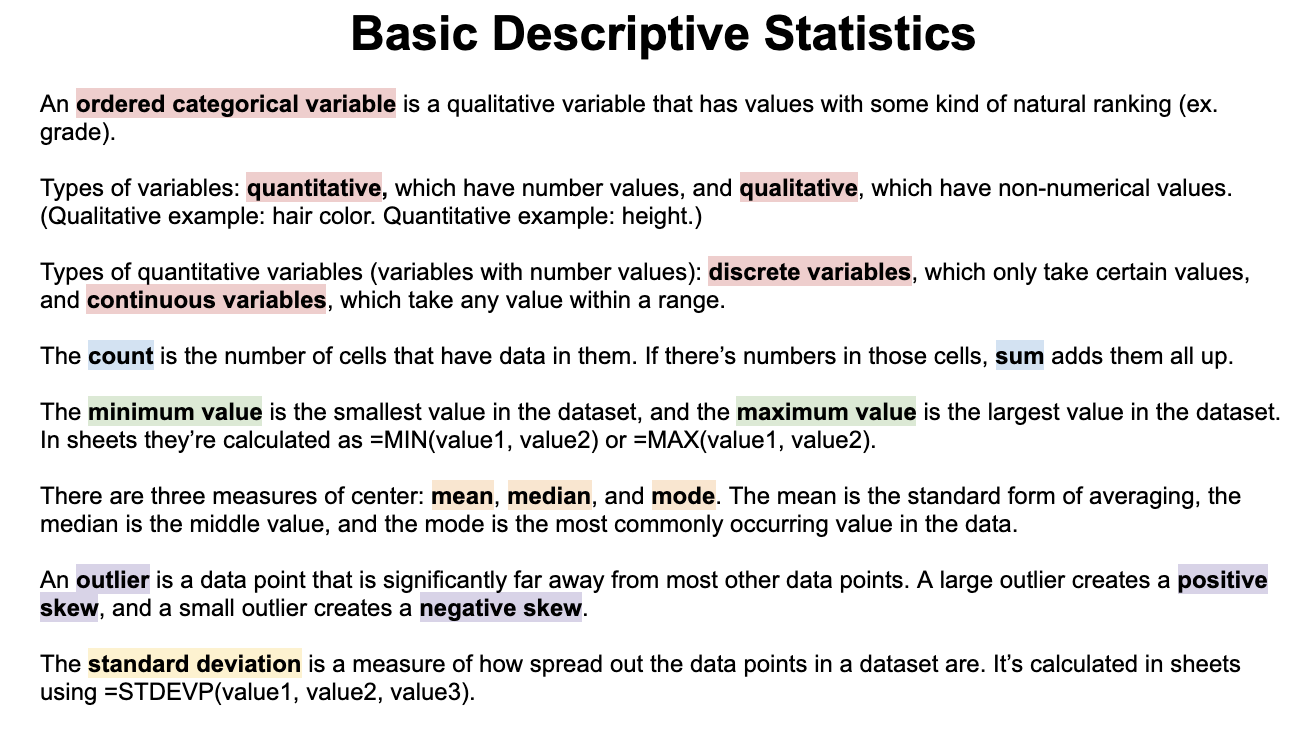 Basic Descriptive Statistics
An ordered categorical variable is a qualitative variable that has values with some kind of natural ranking (ex.
grade).
Types of variables: quantitative, which have number values, and qualitative, which have non-numerical values.
(Qualitative example: hair color. Quantitative example: height.)
Types of quantitative variables (variables with number values): discrete variables, which only take certain values,
and continuous variables, which take any value within a range.
The count is the number of cells that have data in them. If there’s numbers in those cells, sum adds them all up.
The minimum value is the smallest value in the dataset, and the maximum value is the largest value in the dataset.
In sheets they’re calculated as =MIN(value1, value2) or =MAX(value1, value2).
There are three measures of center: mean, median, and mode. The mean is the standard form of averaging, the
median is the middle value, and the mode is the most commonly occurring value in the data.
An outlier is a data point that is significantly far away from most other data points. A large outlier creates a positive
skew, and a small outlier creates a negative skew.
The standard deviation is a measure of how spread out the data points in a dataset are. It’s calculated in sheets
using =STDEVP(value1, value2, value3).